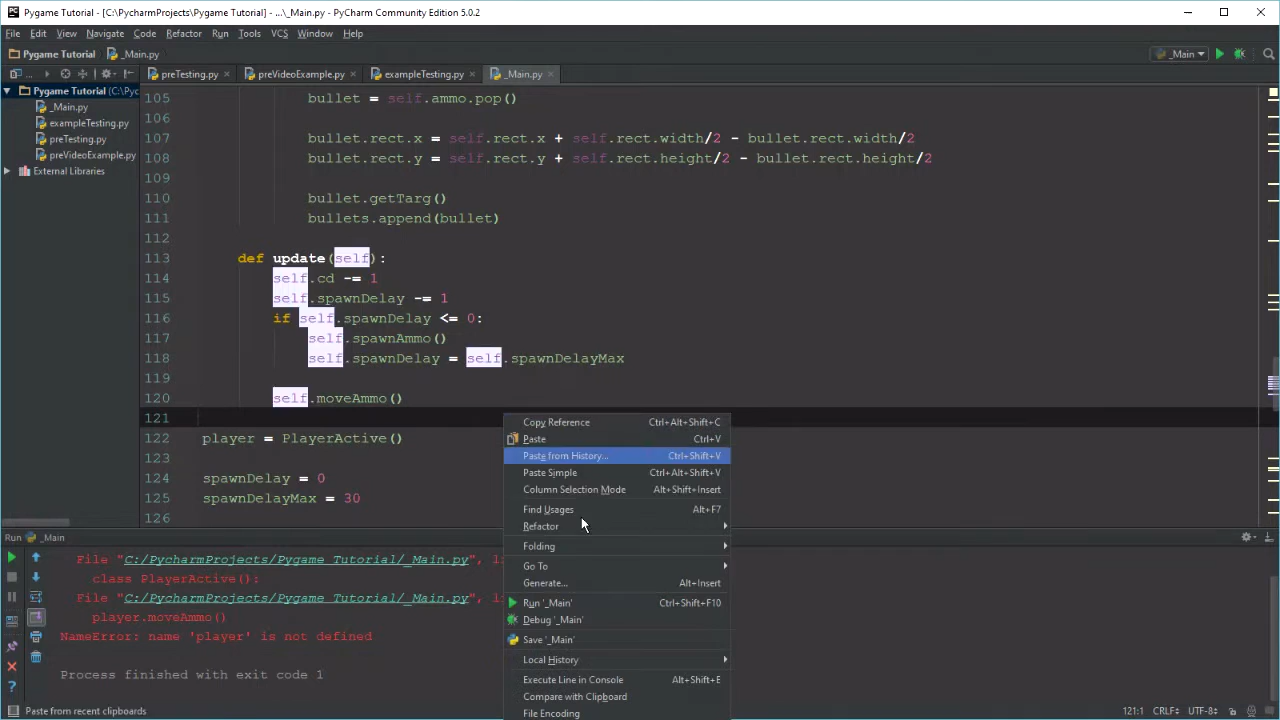 Pygame Tutorial - [C:\PycharmProjects\Pygame Tutorial] - ...\_Main.py - PyCharm Community Edition 5.0.2
File Edit View Navigate Code Refactor Run Tools VCS Window Help
Pygame Tutorial _Main.py _Main
... preTesting.py preVideoExample.py exampleTesting.py _Main.py
Pygame Tutorial (C:\Pyc
_Main.py
exampleTesting.py
preTesting.py
preVideoExample.py
External Libraries
105 bullet = self.ammo.pop()
106
107 bullet.rect.x = self.rect.x + self.rect.width/2 - bullet.rect.width/2
108 bullet.rect.y = self.rect.y + self.rect.height/2 - bullet.rect.height/2
109
110 bullet.getTarg()
111 bullets.append(bullet)
112
113 def update(self):
114 self.cd -= 1
115 self.spawnDelay -= 1
116 if self.spawnDelay <= 0:
117 self.spawnAmmo()
118 self.spawnDelay = self.spawnDelayMax
119
120 self.moveAmmo()
121
122 player = PlayerActive()
123
124 spawnDelay = 0
125 spawnDelayMax = 30
126
Copy Reference Ctrl+Alt+Shift+C
Paste Ctrl+V
Paste from History... Ctrl+Shift+V
Paste Simple Ctrl+Alt+Shift+V
Column Selection Mode Alt+Shift+Insert
Find Usages Alt+F7
Refactor
Folding
Go To
Generate... Alt+Insert
Run '_Main' Ctrl+Shift+F10
Debug '_Main'
Save '_Main'
Local History
Execute Line in Console Alt+Shift+E
Compare with Clipboard
File Encoding
Run _Main
File "C:/PycharmProjects/Pygame Tutorial/_Main.py", li
class PlayerActive():
File "C:/PycharmProjects/Pygame Tutorial/_Main.py", li
player.moveAmmo()
NameError: name 'player' is not defined
Process finished with exit code 1
Paste from recent clipboards
121:1 CRLF UTF-8